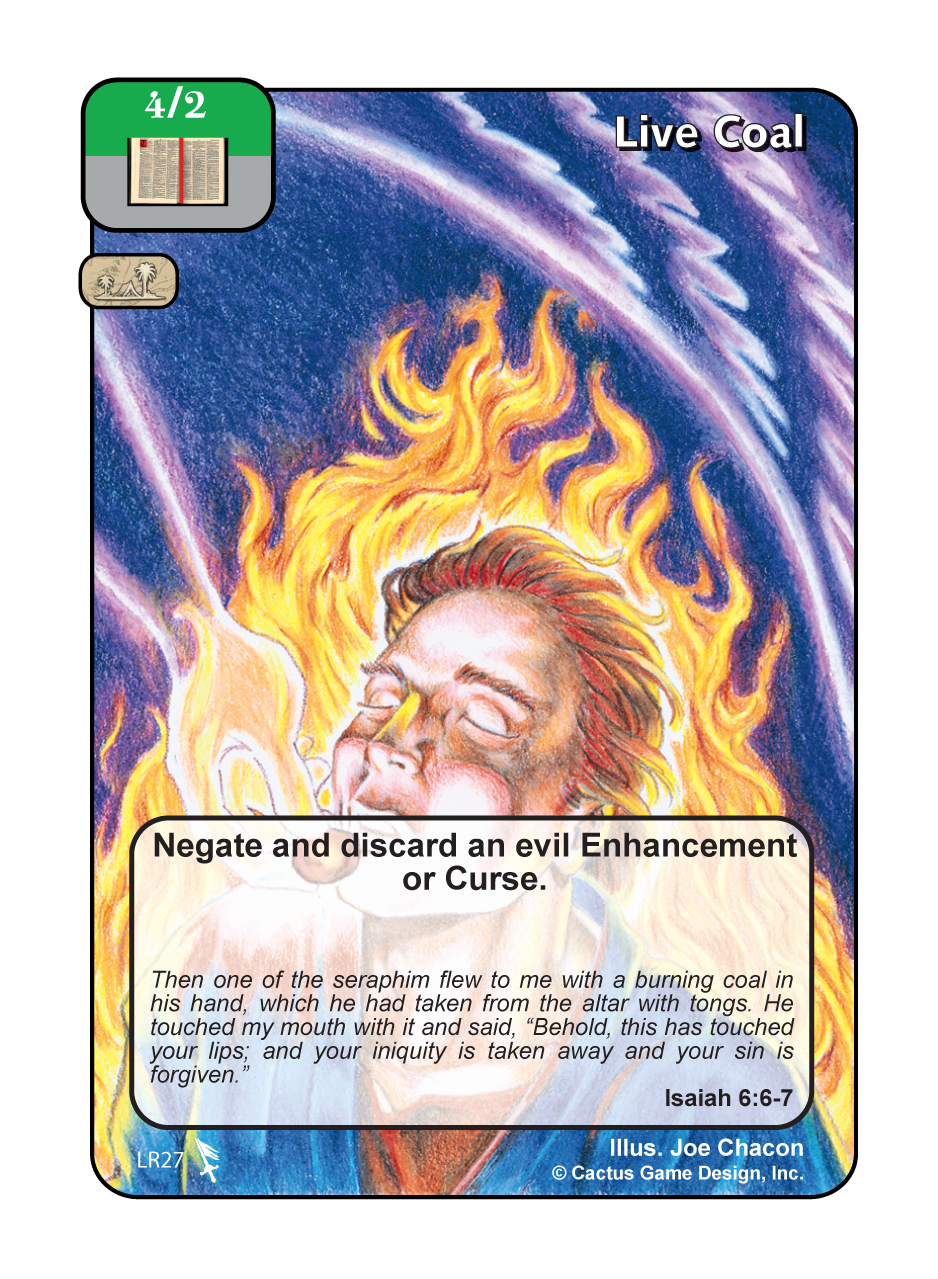 4/2
Live Coal
Negate and discard an evil Enhancement
or Curse.
Then one of the seraphim flew to me with a burning coal in
his hand, which he had taken from the altar with tongs. He
touched my mouth with it and said, “Behold, this has touched
your lips; and your iniquity is taken away and your sin is
forgiven.”
Isaiah 6:6-7
LR27
Illus. Joe Chacon
© Cactus Game Design, Inc.